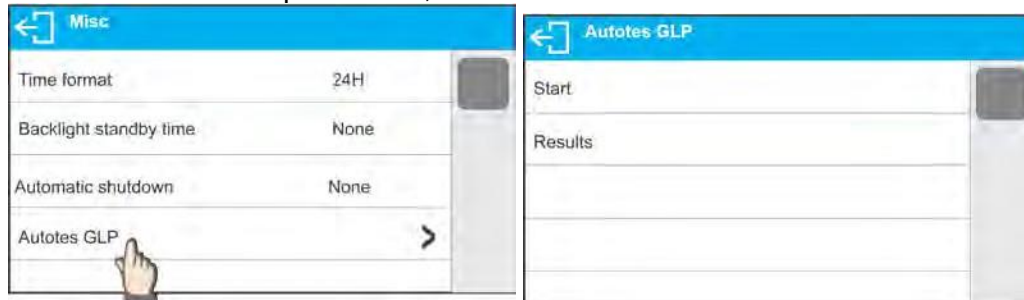 Misc
Time format 24H
Backlight standby time None
Automatic shutdown None
Autotes GLP >
Autotes GLP
Start
Results